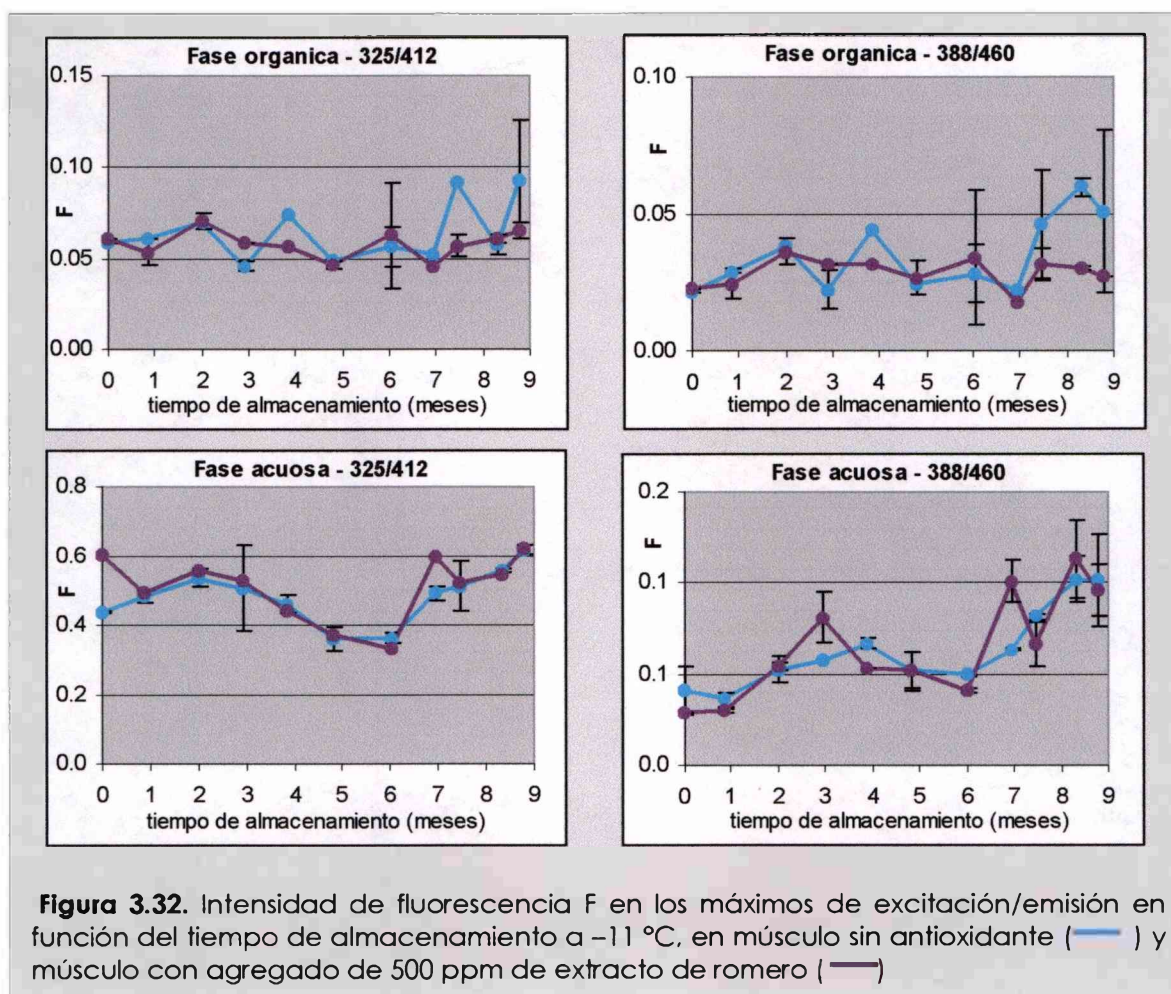 Fase organica - 325/412
0.15
0.10
0.05
0.00
F
0 1 2 3 4 5 6 7 8 9
tiempo de almacenamiento (meses)
Fase organica - 388/460
0.10
0.05
0.00
F
0 1 2 3 4 5 6 7 8 9
tiempo de almacenamiento (meses)
Fase acuosa - 325/412
0.8
0.6
0.4
0.2
0.0
F
0 1 2 3 4 5 6 7 8 9
tiempo de almacenamiento (meses)
Fase acuosa - 388/460
0.2
0.1
0.1
0.0
F
0 1 2 3 4 5 6 7 8 9
tiempo de almacenamiento (meses)
Figura 3.32. Intensidad de fluorescencia F en los máximos de excitación/emisión en
función del tiempo de almacenamiento a –11 ºC, en músculo sin antioxidante ( ) y
músculo con agregado de 500 ppm de extracto de romero ( )